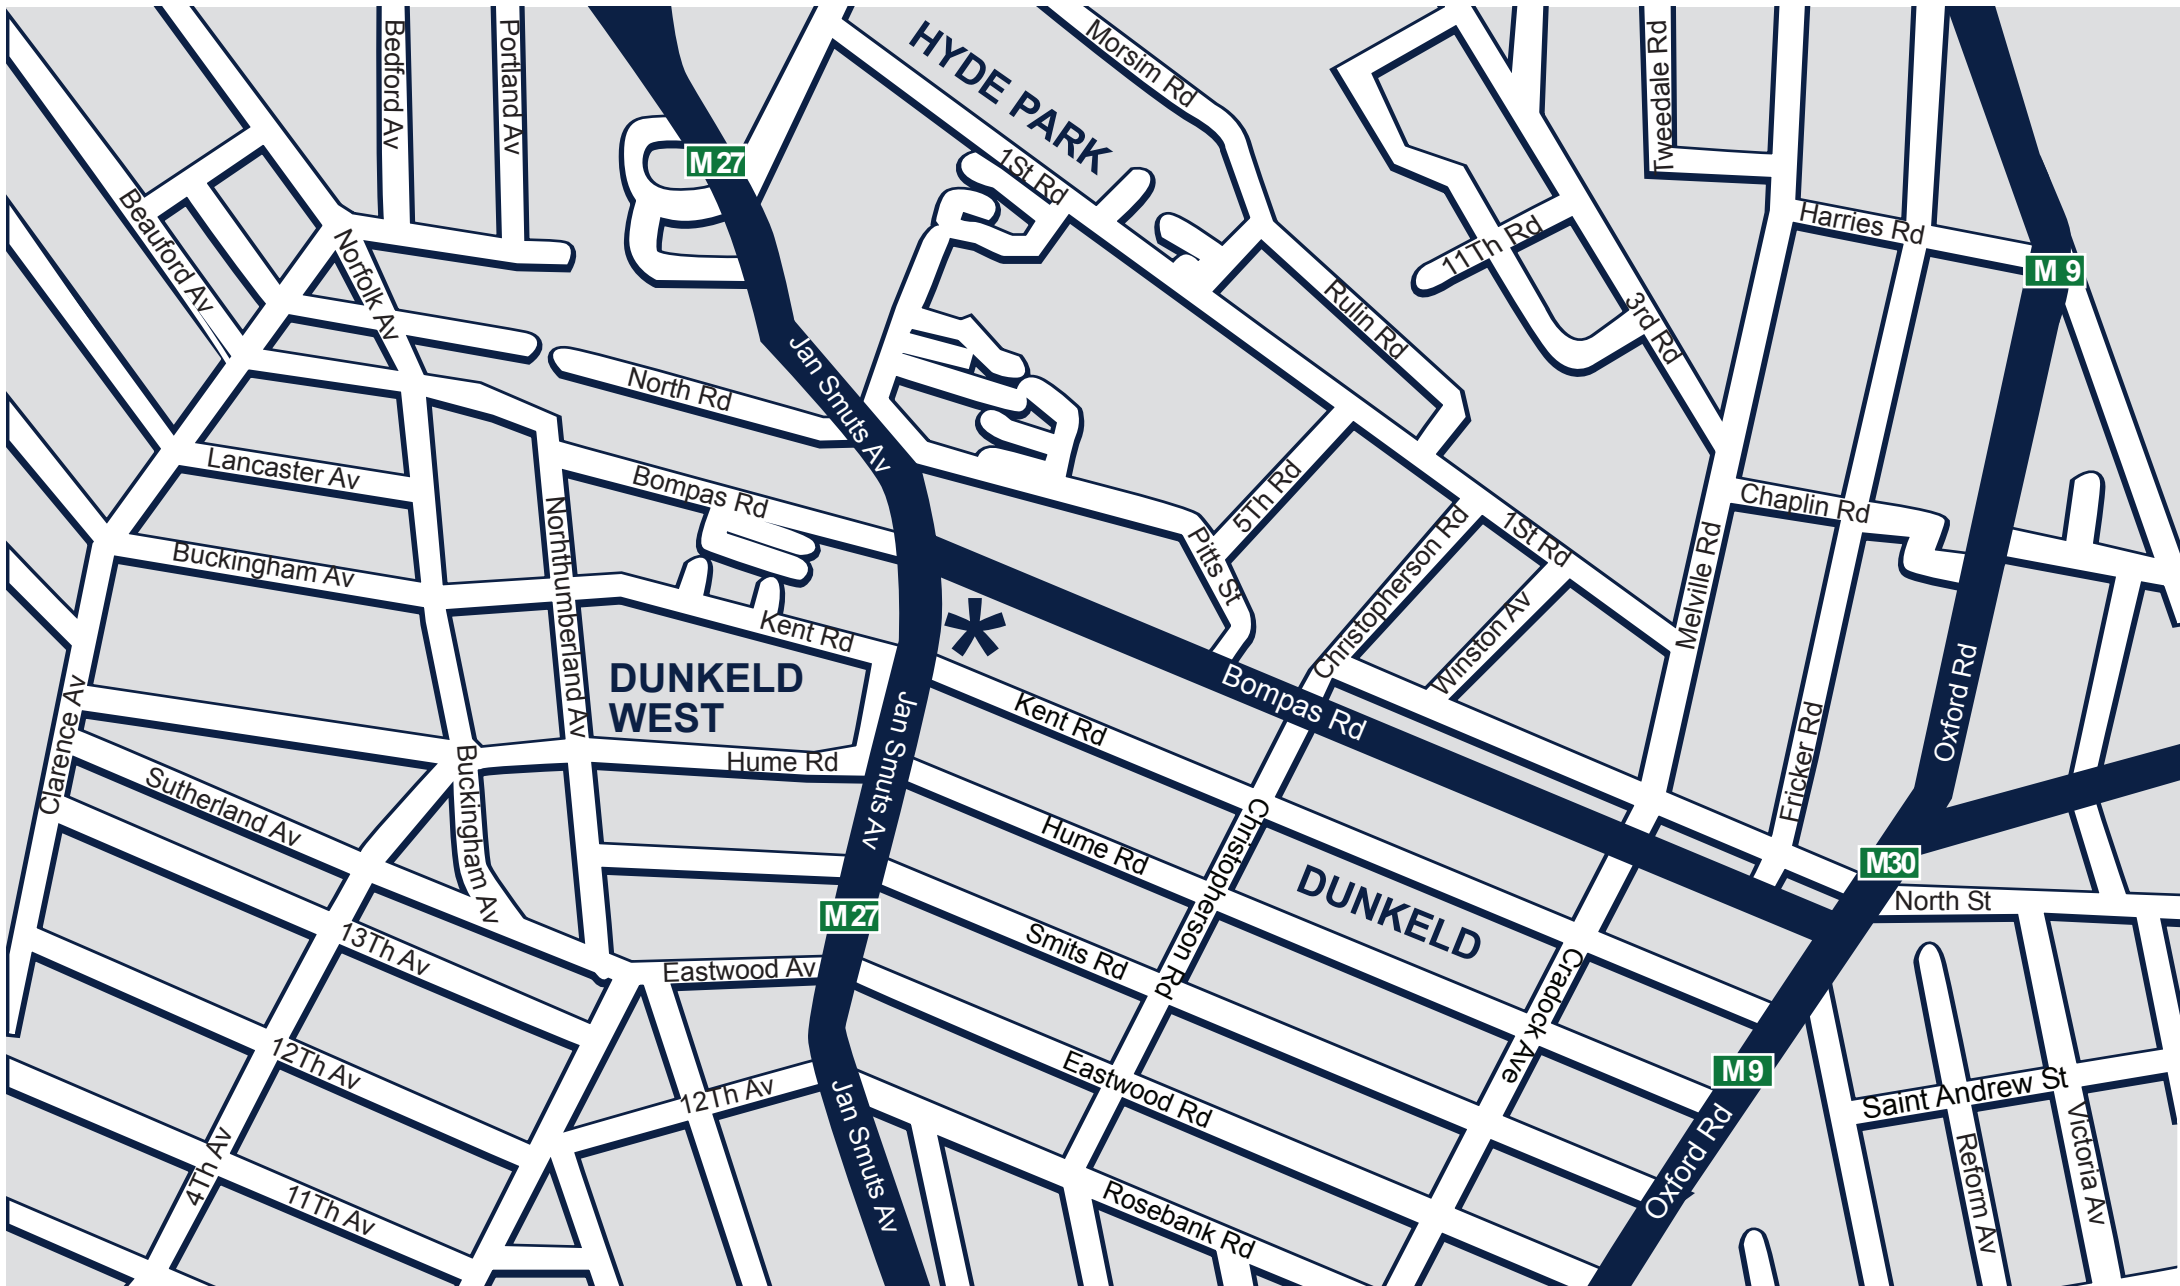 Bedford Av
Portland Av
HYDE PARK
Morsim Rd
Tweedale Rd
M27
1St Rd
Beauford Av
Norfolk Av
11Th Rd
Harries Rd
M 9
Rulin Rd
3rd Rd
North Rd
Jan Smuts Av
Lancaster Av
Bompas Rd
5Th Rd
Chaplin Rd
Buckingham Av
Norhthumberland Av
Pitts St
Christopherson Rd
1St Rd
Winston Av
Melville Rd
Kent Rd
*
DUNKELD
WEST
Bompas Rd
Oxford Rd
Clarence Av
Kent Rd
Jan Smuts Av
Fricker Rd
Hume Rd
Sutherland Av
Buckingham Av
Hume Rd
Christopherson Rd
DUNKELD
M30
North St
M27
13Th Av
Eastwood Av
Smits Rd
Cradock Ave
12Th Av
12Th Av
Eastwood Rd
M9
Saint Andrew St
Jan Smuts Av
4Th Av
11Th Av
Rosebank Rd
Oxford Rd
Reform Av
Victoria Av